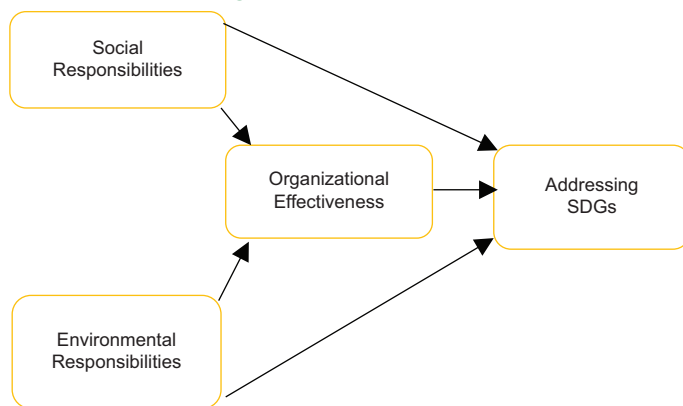 Social
Responsibilities
Organizational
Effectiveness
Addressing
SDGs
Environmental
Responsibilities